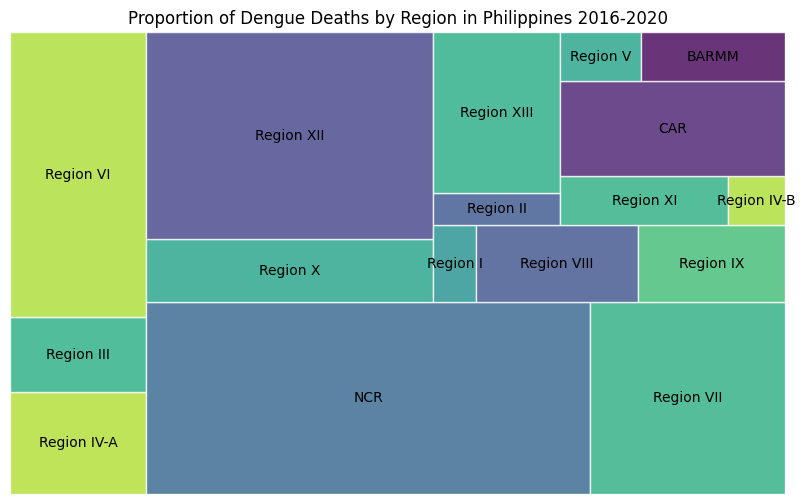 Proportion of Dengue Deaths by Region in Philippines 2016-2020
Region V
BARMM
Region XIII
CAR
Region XII
Region VI
Region XI
Region IV-B
Region II
Region X
Region I
Region VIII
Region IX
Region III
NCR
Region VII
Region IV-A